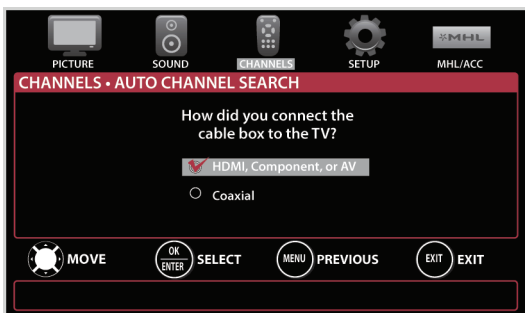 PICTURE SOUND CHANNELS SETUP MHL/ACC
MHL
CHANNELS • AUTO CHANNEL SEARCH
How did you connect the
cable box to the TV?
HDMI, Component, or AV
Coaxial
MOVE OK ENTER SELECT MENU PREVIOUS EXIT EXIT